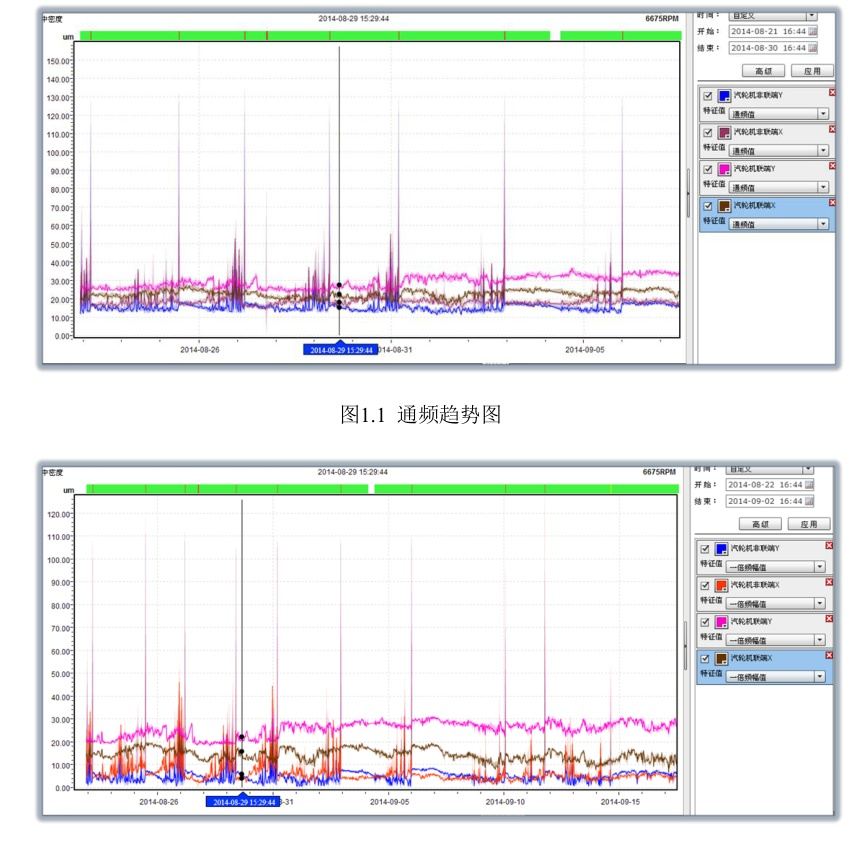 中密度
2014-08-29 15:29:44
6675RPM
um
150.00
140.00
130.00
120.00
110.00
100.00
90.00
80.00
70.00
60.00
50.00
40.00
30.00
20.00
10.00
0.00
2014-08-26
2014-08-29 15:29:44
014-08-31
2014-09-05
时间：
自定义
开始：
2014-08-21 16:44
结束：
2014-08-30 16:44
高级
应用
汽轮机非联端Y
特征值
通频值
汽轮机非联端X
特征值
通频值
汽轮机联端Y
特征值
通频值
汽轮机联端X
特征值
通频值
图1.1 通频趋势图
中密度
2014-08-29 15:29:44
6675RPM
um
120.00
110.00
100.00
90.00
80.00
70.00
60.00
50.00
40.00
30.00
20.00
10.00
0.00
2014-08-26
2014-08-29 15:29:44
-31
2014-09-05
2014-09-10
2014-09-15
时间：
自定义
开始：
2014-08-22 16:44
结束：
2014-09-02 16:44
高级
应用
汽轮机非联端Y
特征值
一倍频幅值
汽轮机非联端X
特征值
一倍频幅值
汽轮机联端Y
特征值
一倍频幅值
汽轮机联端X
特征值
一倍频幅值